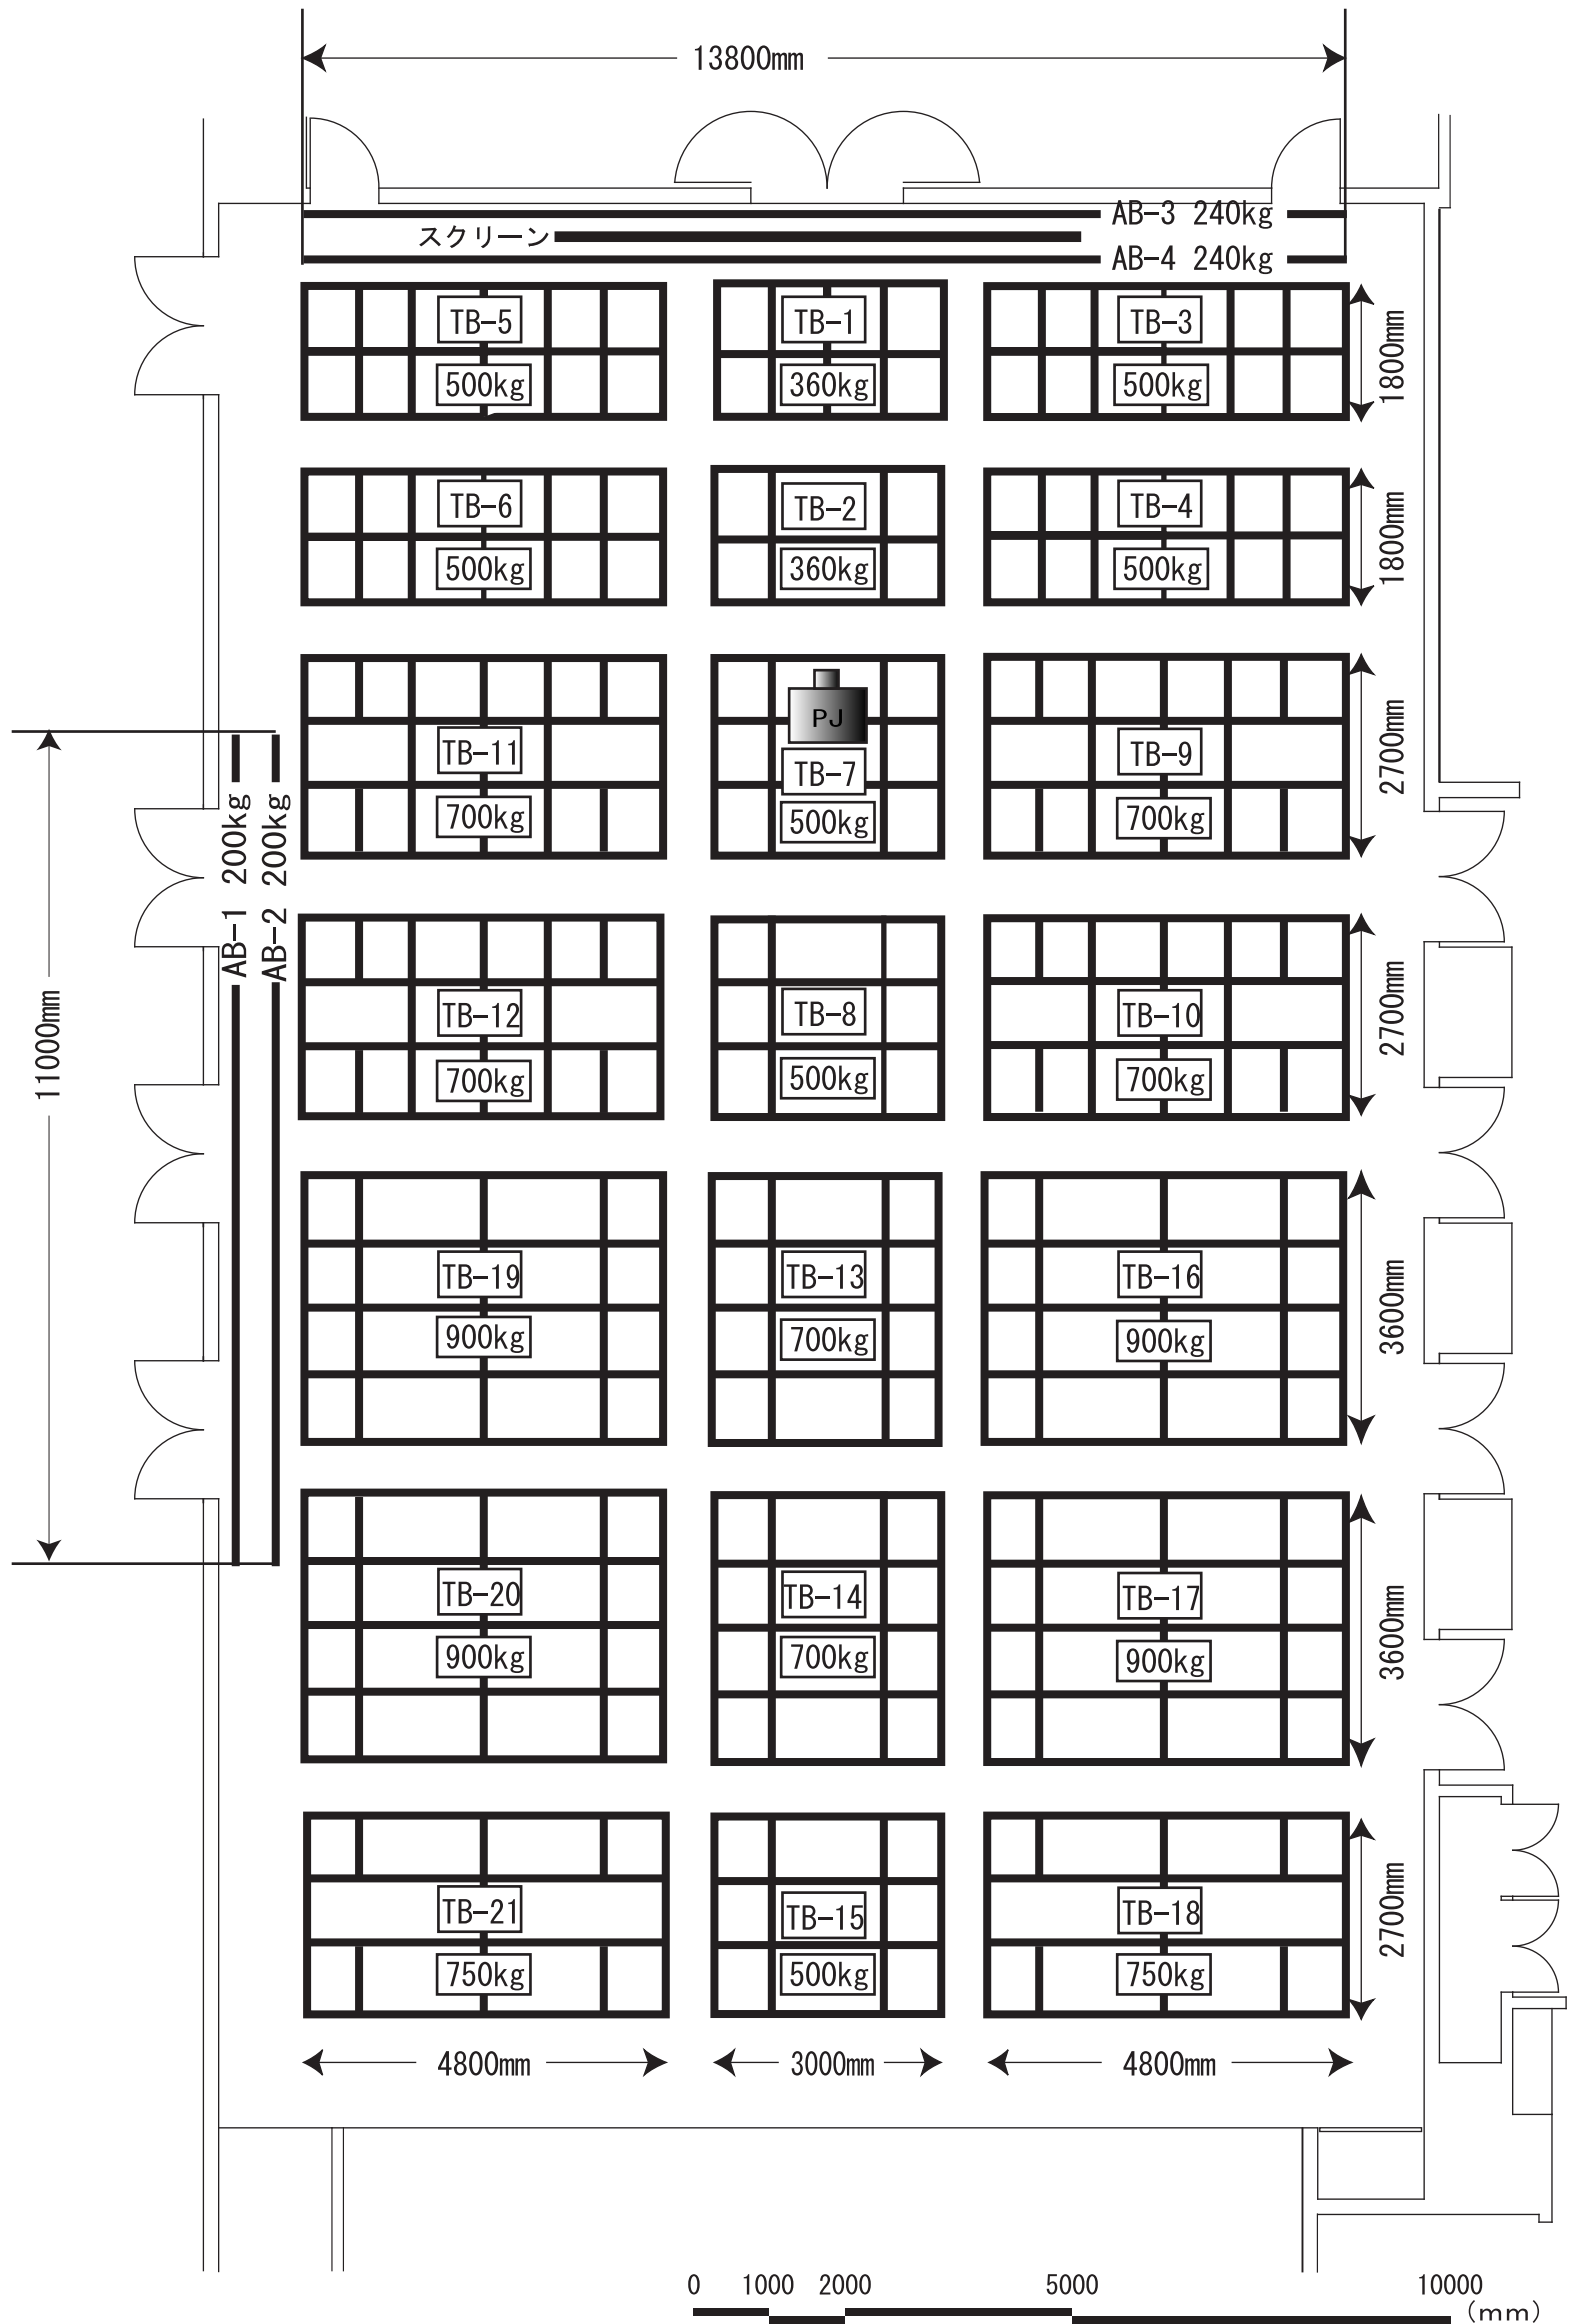 13800mm
AB-3 240kg
スクリーン
AB-4 240kg
TB-5
TB-1
TB-3
500kg
360kg
500kg
1800mm
TB-6
TB-2
TB-4
500kg
360kg
500kg
1800mm
PJ
TB-11
TB-7
TB-9
700kg
500kg
700kg
2700mm
AB-1 200kg
AB-2 200kg
11000mm
TB-12
TB-8
TB-10
700kg
500kg
700kg
2700mm
TB-19
TB-13
TB-16
900kg
700kg
900kg
3600mm
TB-20
TB-14
TB-17
900kg
700kg
900kg
3600mm
TB-21
TB-15
TB-18
750kg
500kg
750kg
2700mm
4800mm
3000mm
4800mm
0 1000 2000 5000 10000
(mm)